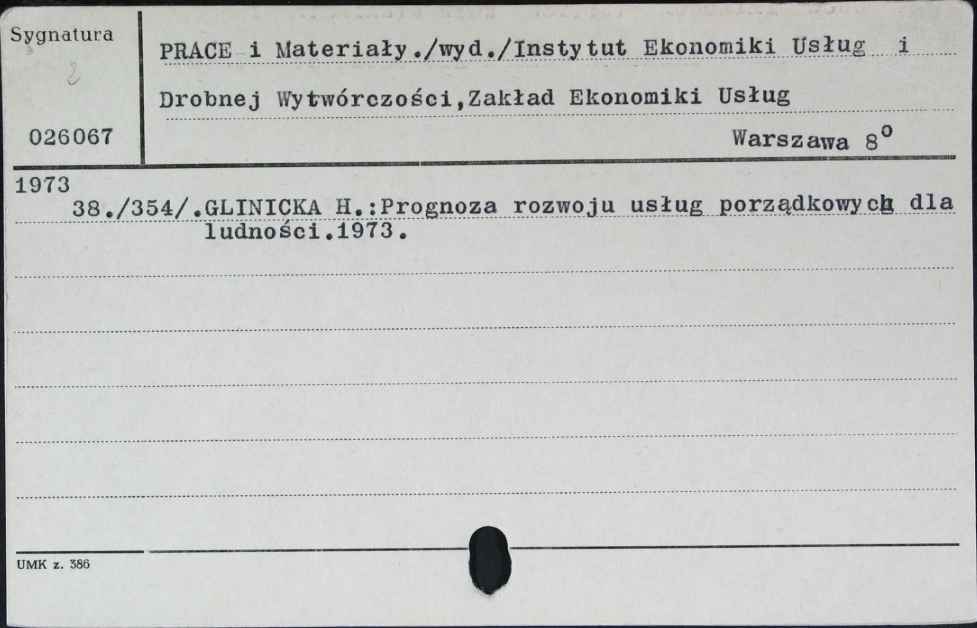 Sygnatura
026067
PRACE i Materiały./wyd./Instytut Ekonomiki Usług i
Drobnej Wytwórczości,Zakład Ekonomiki Usług
Warszawa 8°
1973
38./354/.GLINICKA H.:Prognoza rozwoju usług porządkowych dla
ludności.1973.
UMK z. 386